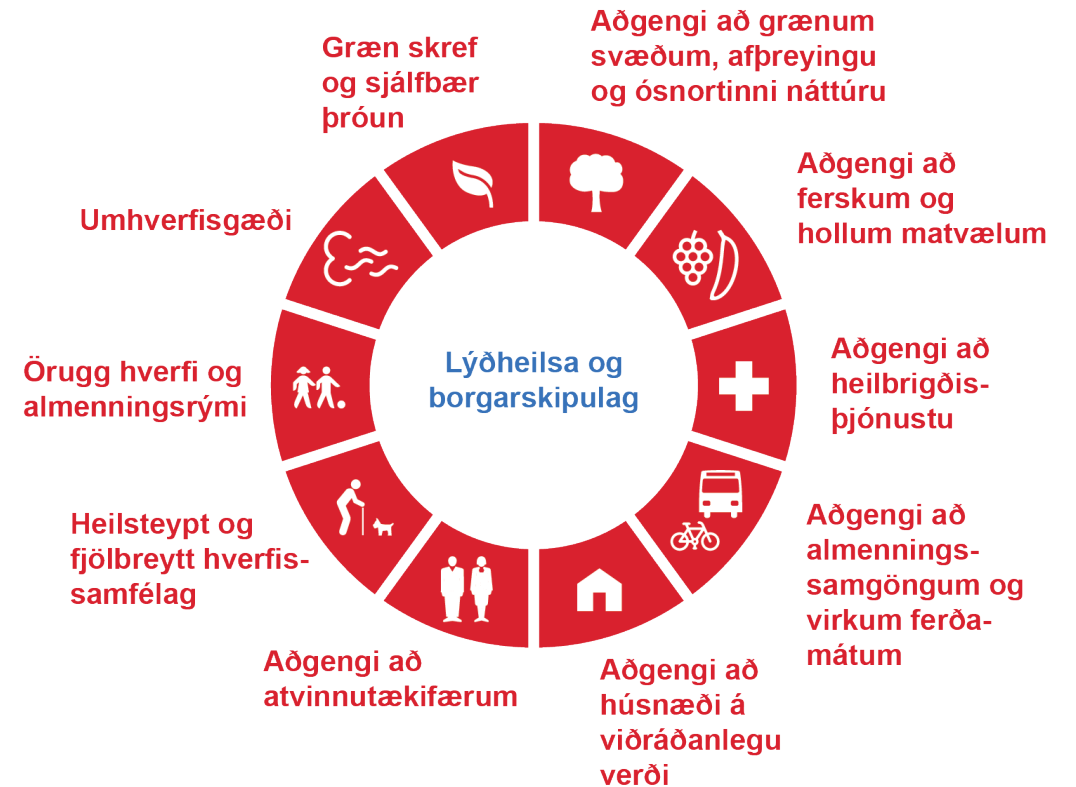 Græn skref
og sjálfbær
þróun
Aðgengi að grænum
svæðum, afþreyingu
og ósnortinni náttúru
Aðgengi að
ferskum og
hollum matvælum
Aðgengi að
heilbrigðis-
þjónustu
Aðgengi að
almennings-
samgöngum og
virkum ferða-
mátum
Aðgengi að
húsnæði á
viðráðanlegu
verði
Aðgengi að
atvinnutækifærum
Heilsteypt og
fjölbreytt hverfis-
samfélag
Örugg hverfi og
almenningsrými
Umhverfisgæði
Lýðheilsa og
borgarskipulag